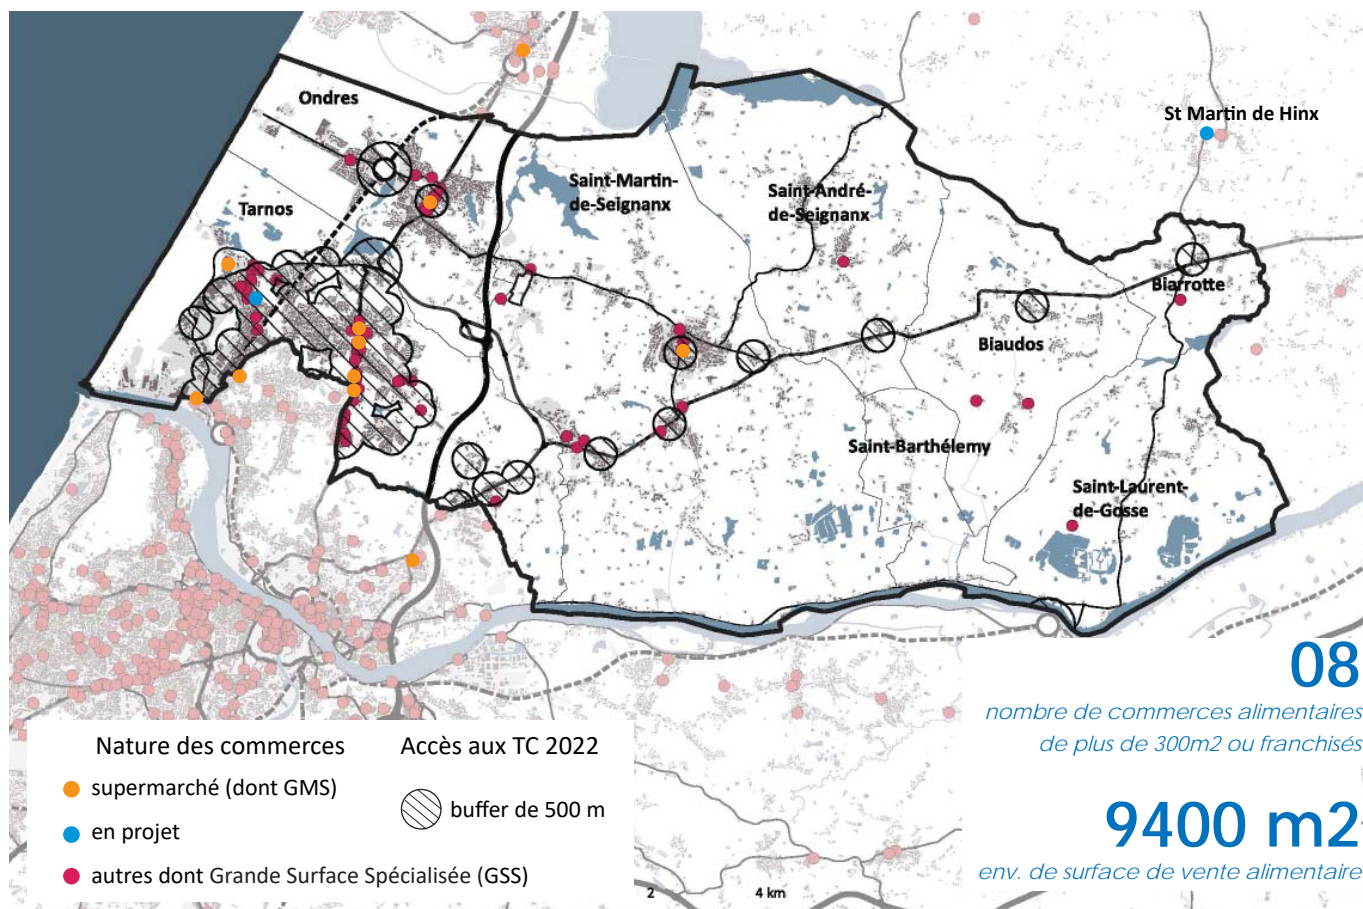 Ondres
St Martin de Hinx
Saint-Martin-
de-Seignanx
Saint-André-
de-Seignanx
Tarnos
Biarrotte
Biaudos
Saint-Barthélemy
Saint-Laurent-
de-Gosse
08
nombre de commerces alimentaires
de plus de 300m2 ou franchisés
9400 m2
env. de surface de vente alimentaire
Nature des commerces
supermarché (dont GMS)
en projet
autres dont Grande Surface Spécialisée (GSS)
Accès aux TC 2022
buffer de 500 m
2
4 km